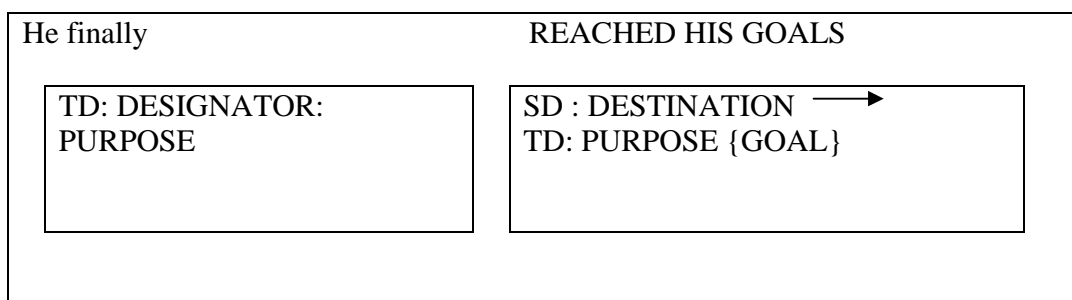 He finally REACHED HIS GOALS
TD: DESIGNATOR:
PURPOSE
SD : DESTINATION
TD: PURPOSE {GOAL}